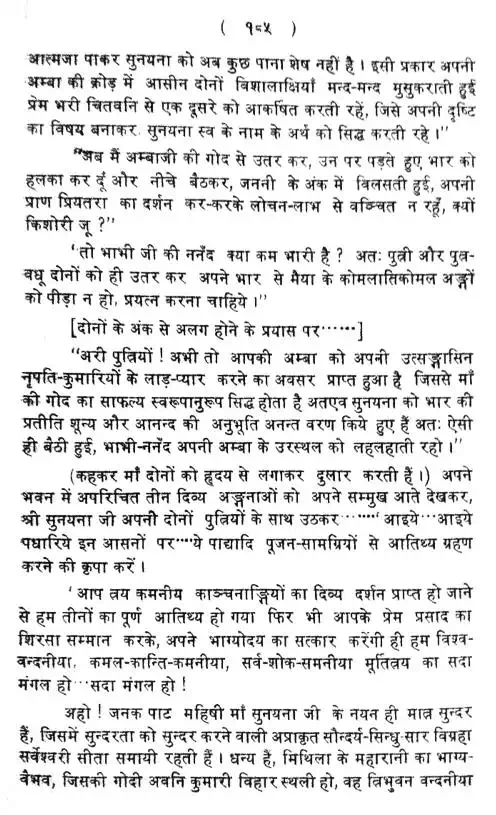 ( १८५ )
आत्मजा पाकर सुनयना को अब कुछ पाना शेष नहीं है । इसी प्रकार अपनी
अम्बा की क्रोड़ में आसीन दोनों विशालाक्षियाँ मन्द-मन्द मुसुकराती हुई
प्रेम भरी चितवनि से एक दूसरे को आकर्षित करती रहें, जिसे अपनी दृष्टि
का विषय बनाकर सुनयना स्व के नाम के अर्थ को सिद्ध करती रहे ।"
"अब मैं अम्बाजी की गोद से उतर कर, उन पर पड़ते हुए भार को
हलका कर दूं और नीचे बैठकर, जननी के अंक में विलसती हुई, अपनी
प्राण प्रियतरा का दर्शन कर-करके लोचन-लाभ से वञ्चित न रहूँ, क्यों
किशोरी जू ?"
'तो भाभी जी की ननँद क्या कम भारी है ? अतः पुत्री और पुत्र-
वधू दोनों को ही उतर कर अपने भार से मैया के कोमलातिकोमल अङ्गों
को पीड़ा न हो, प्रयत्न करना चाहिये ।"
[दोनों के अंक से अलग होने के प्रयास पर······]
"अरी पुत्रियों ! अभी तो आपकी अम्बा को अपनी उत्सङ्गासिन
नृपति-कुमारियों के लाड़-प्यार करने का अवसर प्राप्त हुआ है जिससे माँ
की गोद का साफल्य स्वरूपानुरूप सिद्ध होता है अतएव सुनयना को भार की
प्रतीति शून्य और आनन्द की अनुभूति अनन्त वरण किये हुए हैं अतः ऐसी
ही बैठी हुई, भाभी-ननँद अपनी अम्बा के उरस्थल को लहलहाती रहो ।"
(कहकर माँ दोनों को हृदय से लगाकर दुलार करती हैं ।) अपने
भवन में अपरिचित तीन दिव्य अङ्गनाओं को अपने सम्मुख आते देखकर,
श्री सुनयना जी अपनी दोनों पुत्रियों के साथ उठकर······' आइये···आइये
पधारिये इन आसनों पर····ये पाद्यादि पूजन-सामग्रियों से आतिथ्य ग्रहण
करने की कृपा करें ।
'आप त्रय कमनीय काञ्चनाङ्गियों का दिव्य दर्शन प्राप्त हो जाने
से हम तीनों का पूर्ण आतिथ्य हो गया फिर भी आपके प्रेम प्रसाद का
शिरसा सम्मान करके, अपने भाग्योदय का सत्कार करेंगी ही हम विश्व-
वन्दनीया, कमल-कान्ति-कमनीया, सर्व-शोक-समनीया मूर्तित्रय का सदा
मंगल हो···सदा मंगल हो !
अहो ! जनक पाट महिषी माँ सुनयना जी के नयन ही मात्र सुन्दर
हैं, जिसमें सुन्दरता को सुन्दर करने वाली अप्राकृत सौन्दर्य-सिन्धु-सार विग्रहा
सर्वेश्वरी सीता समायी रहती हैं । धन्य हैं, मिथिला के महारानी का भाग्य-
वैभव, जिसकी गोदी अवनि कुमारी विहार स्थली हो, वह त्रिभुवन वन्दनीया